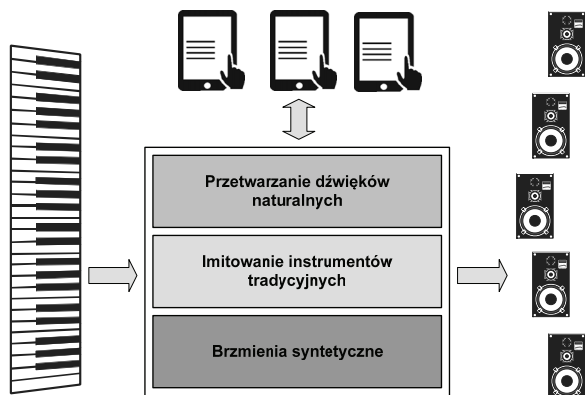 Przetwarzanie dźwięków
naturalnych
Imitowanie instrumentów
tradycyjnych
Brzmienia syntetyczne